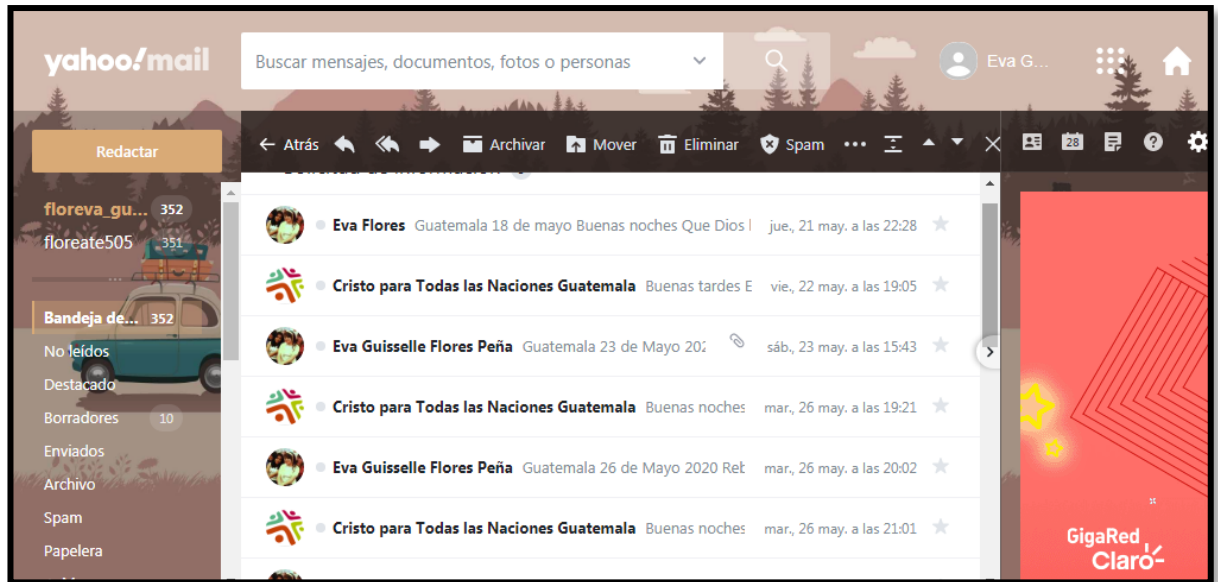 yahoo!mail
Buscar mensajes, documentos, fotos o personas
Eva G...
Redactar
Atrás
Archivar
Mover
Eliminar
Spam
28
floreva_gu... 352
floreate505 351
Bandeja de... 352
No leídos
Destacado
Borradores 10
Enviados
Archivo
Spam
Papelera
Eva Flores Guatemala 18 de mayo Buenas noches Que Dios jue., 21 may. a las 22:28
Cristo para Todas las Naciones Guatemala Buenas tardes E vie., 22 may. a las 19:05
Eva Guisselle Flores Peña Guatemala 23 de Mayo 202 sáb., 23 may. a las 15:43
Cristo para Todas las Naciones Guatemala Buenas noches mar., 26 may. a las 19:21
Eva Guisselle Flores Peña Guatemala 26 de Mayo 2020 Reb mar., 26 may. a las 20:02
Cristo para Todas las Naciones Guatemala Buenas noches mar., 26 may. a las 21:01
GigaRed
Claro-